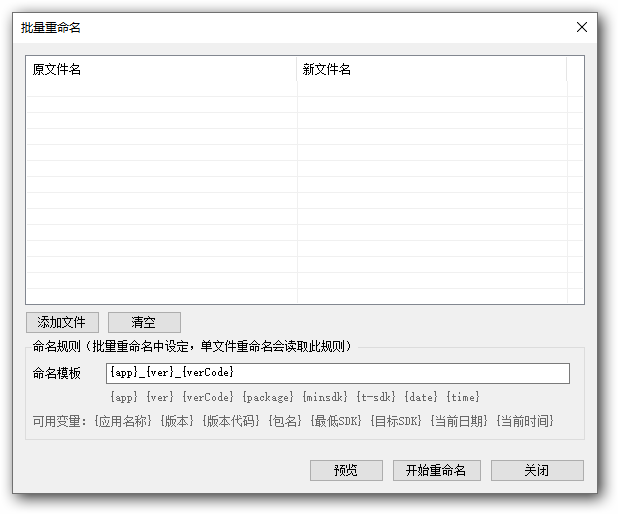 批量重命名
原文件名 新文件名
添加文件 清空
命名规则（批量重命名中设定，单文件重命名会读取此规则）
命名模板 {app}_{ver}_{verCode}
{app} {ver} {verCode} {package} {minsdk} {t-sdk} {date} {time}
可用变量: {应用名称} {版本} {版本代码} {包名} {最低SDK} {目标SDK} {当前日期} {当前时间}
预览 开始重命名 关闭